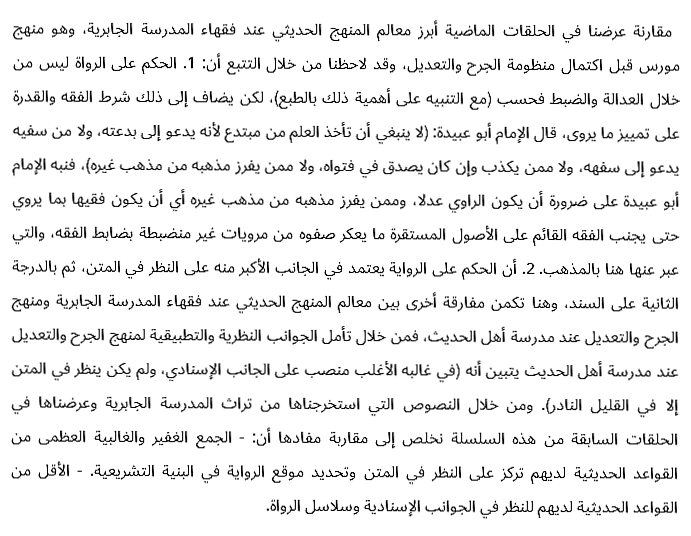 مقارنة عرضنا في الحلقات الماضية أبرز معالم المنهج الحديثي عند فقهاء المدرسة الجابرية، وهو منهج
مورس قبل اكتمال منظومة الجرح والتعديل، وقد لاحظنا من خلال التتبع أن: 1. الحكم على الرواة ليس من
خلال العدالة والضبط فحسب (مع التنبيه على أهمية ذلك بالطبع)، لكن يضاف إلى ذلك شرط الفقه والقدرة
على تمييز ما يروى، قال الإمام أبو عبيدة: (لا ينبغي أن تأخذ العلم من مبتدع لأنه يدعو إلى بدعته، ولا من سفيه
يدعو إلى سفهه، ولا ممن يكذب وإن كان يصدق في فتواه، ولا ممن يفرز مذهبه من مذهب غيره)، فنبه الإمام
أبو عبيدة على ضرورة أن يكون الراوي عدلا، وممن يفرز مذهبه من مذهب غيره أي أن يكون فقيها بما يروي
حتى يجنب الفقه القائم على الأصول المستقرة ما يعكر صفوه من مرويات غير منضبطة بضابط الفقه، والتي
عبر عنها هنا بالمذهب. 2. أن الحكم على الرواية يعتمد في الجانب الأكبر منه على النظر في المتن، ثم بالدرجة
الثانية على السند، وهنا تكمن مفارقة أخرى بين معالم المنهج الحديثي عند فقهاء المدرسة الجابرية ومنهج
الجرح والتعديل عند مدرسة أهل الحديث، فمن خلال تأمل الجوانب النظرية والتطبيقية لمنهج الجرح والتعديل
عند مدرسة أهل الحديث يتبين أنه (في غالبه الأغلب منصب على الجانب الإسنادي، ولم يكن ينظر في المتن
إلا في القليل النادر). ومن خلال النصوص التي استخرجناها من تراث المدرسة الجابرية وعرضناها في
الحلقات السابقة من هذه السلسلة نخلص إلى مقاربة مفادها أن: - الجمع الغفير والغالبية العظمى من
القواعد الحديثية لديهم تركز على النظر في المتن وتحديد موقع الرواية في البنية التشريعية. - الأقل من
القواعد الحديثية لديهم للنظر في الجوانب الإسنادية وسلاسل الرواة.